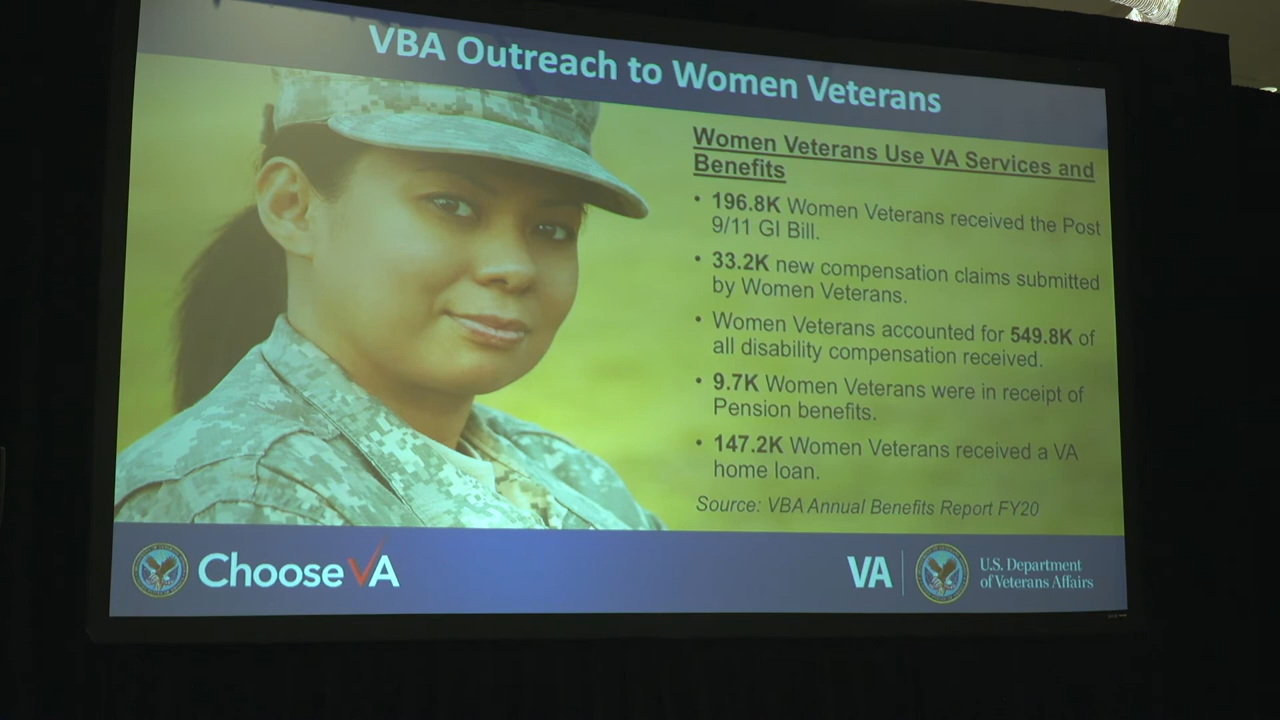 VBA Outreach to Women Veterans
Women Veterans Use VA Services and
Benefits
• 196.8K Women Veterans received the Post
9/11 GI Bill.
• 33.2K new compensation claims submitted
by Women Veterans.
• Women Veterans accounted for 549.8K of
all disability compensation received.
• 9.7K Women Veterans were in receipt of
Pension benefits.
• 147.2K Women Veterans received a VA
home loan.
Source: VBA Annual Benefits Report FY20
Choose VA
VA
U.S. Department
of Veterans Affairs